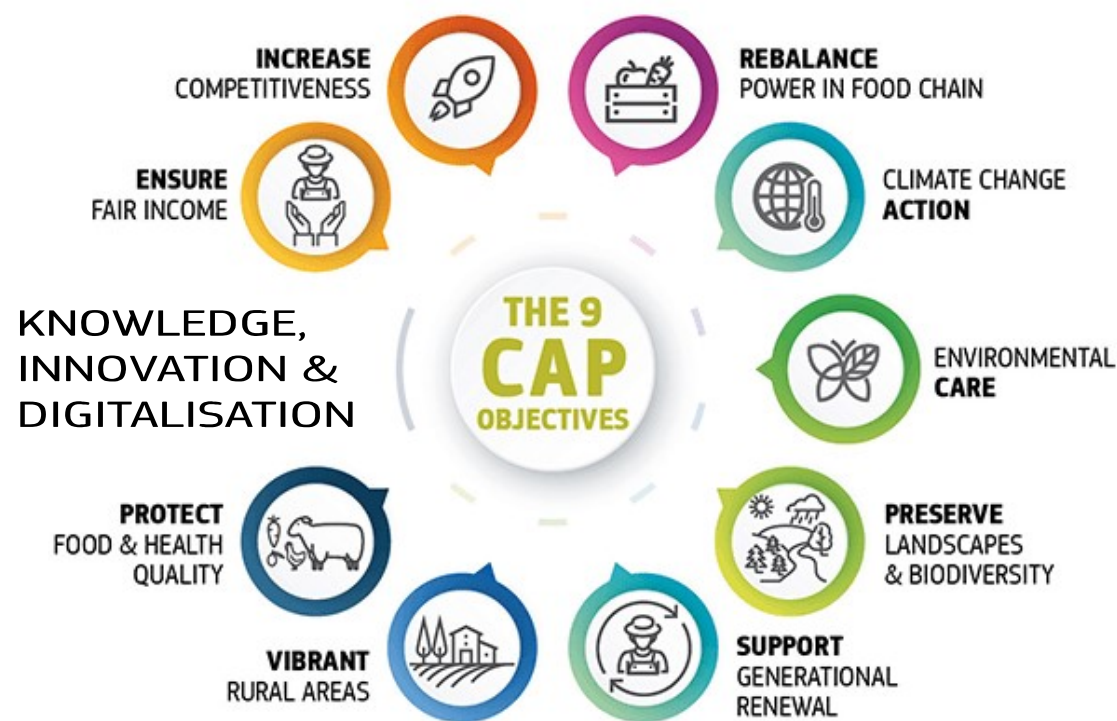 INCREASE
COMPETITIVENESS
REBALANCE
POWER IN FOOD CHAIN
ENSURE
FAIR INCOME
CLIMATE CHANGE
ACTION
KNOWLEDGE,
INNOVATION &
DIGITALISATION
THE 9
CAP
OBJECTIVES
ENVIRONMENTAL
CARE
PROTECT
FOOD & HEALTH
QUALITY
PRESERVE
LANDSCAPES
& BIODIVERSITY
VIBRANT
RURAL AREAS
SUPPORT
GENERATIONAL
RENEWAL